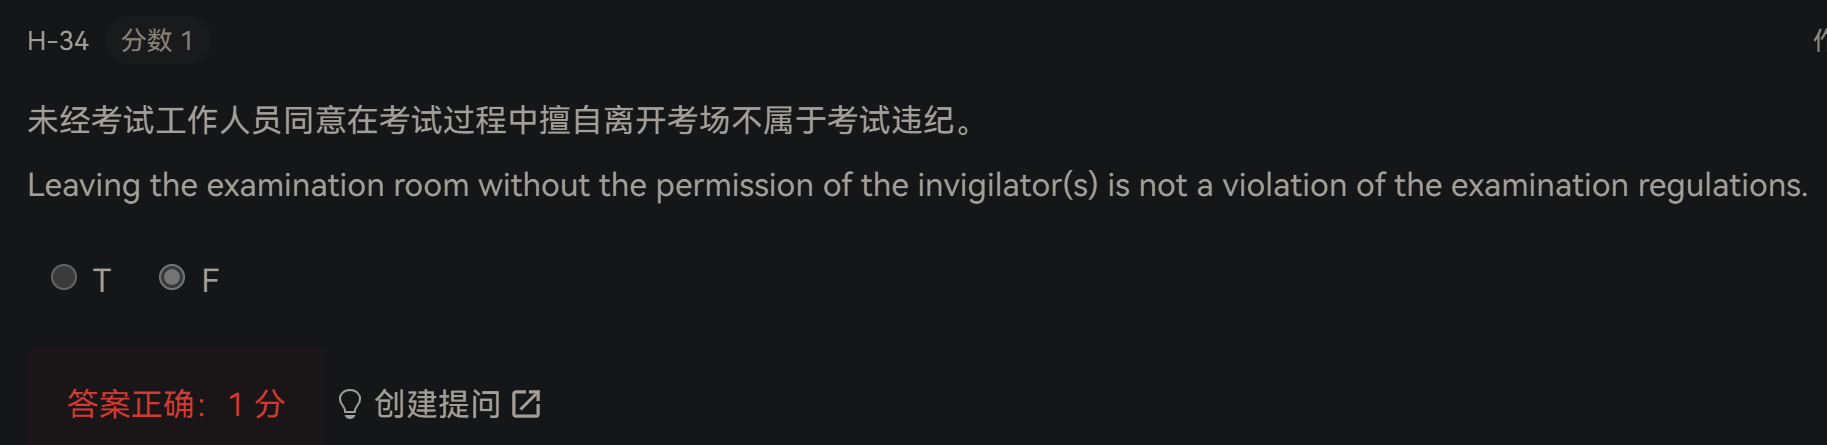 H-34 分数 1
未经考试工作人员同意在考试过程中擅自离开考场不属于考试违纪。
Leaving the examination room without the permission of the invigilator(s) is not a violation of the examination regulations.
T F
答案正确：1 分 创建提问